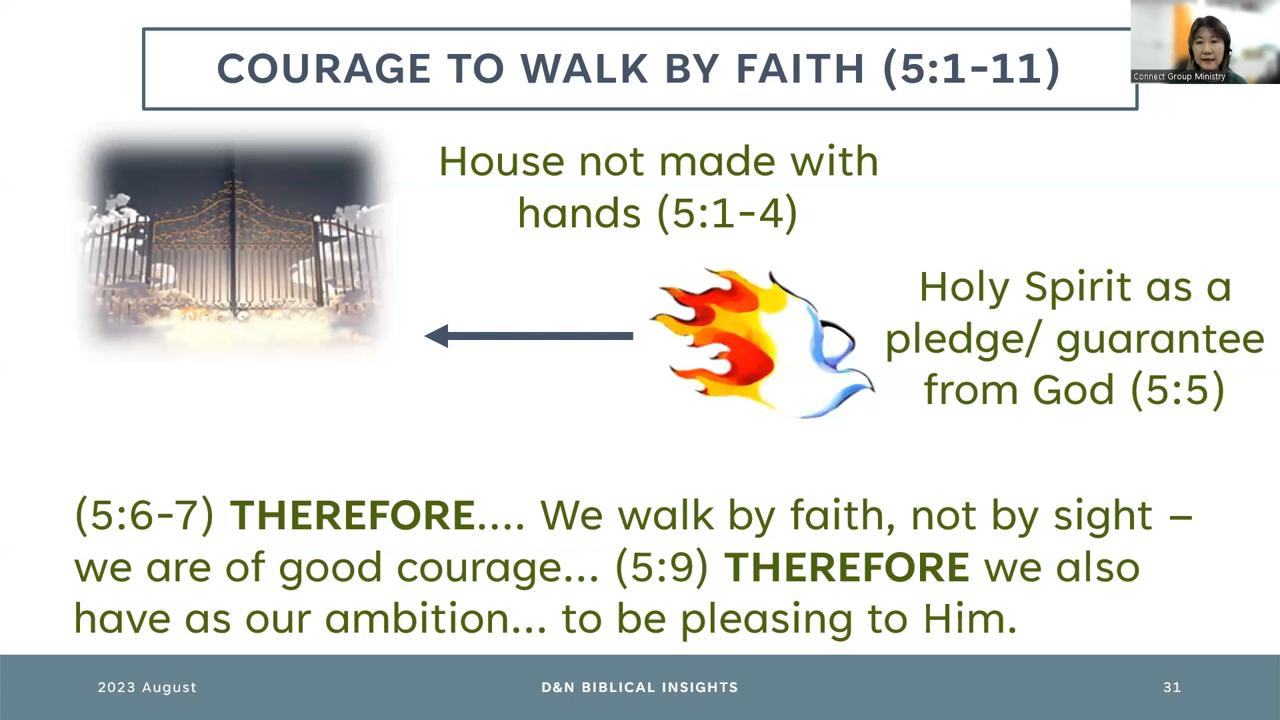 COURAGE TO WALK BY FAITH (5:1-11)
Connect Group Ministry
House not made with
hands (5:1-4)
Holy Spirit as a
pledge/ guarantee
from God (5:5)
(5:6-7) THEREFORE.... We walk by faith, not by sight –
we are of good courage... (5:9) THEREFORE we also
have as our ambition... to be pleasing to Him.
2023 August
D&N BIBLICAL INSIGHTS
31